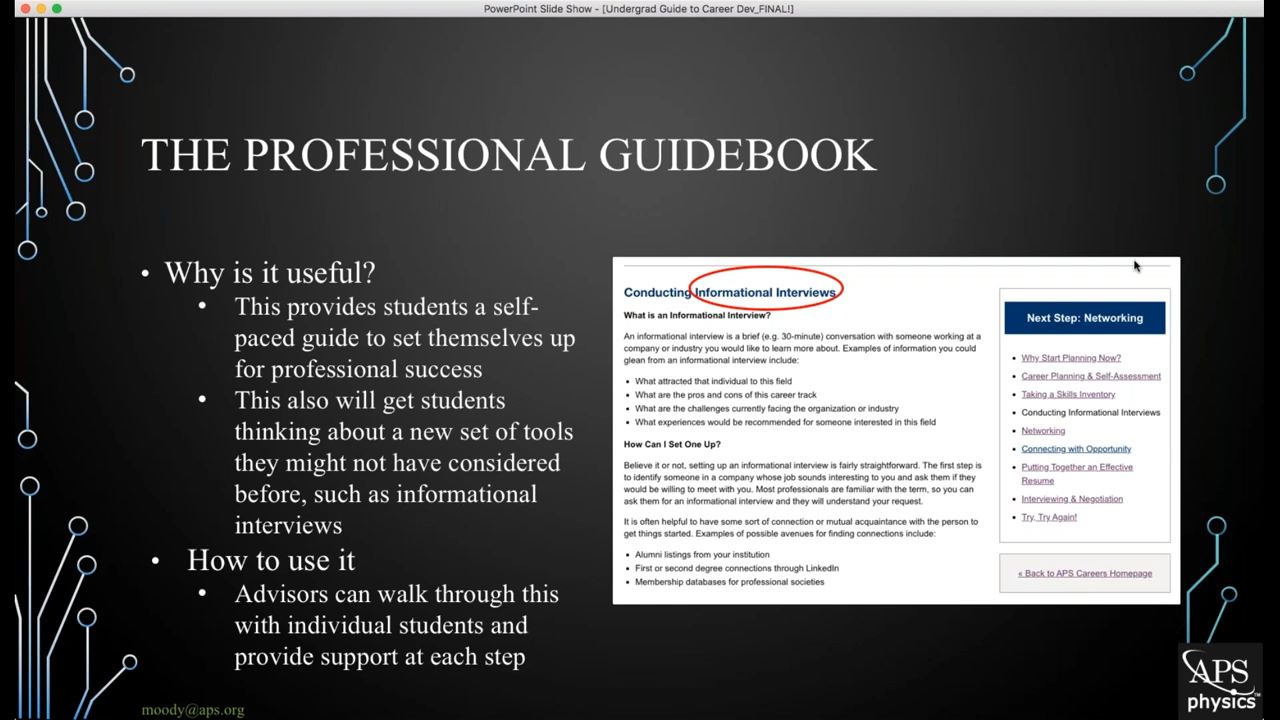 PowerPoint Slide Show - [Undergrad Guide to Career Dev_FINAL!]
THE PROFESSIONAL GUIDEBOOK
• Why is it useful?
• This provides students a self-
paced guide to set themselves up
for professional success
• This also will get students
thinking about a new set of tools
they might not have considered
before, such as informational
interviews
• How to use it
• Advisors can walk through this
with individual students and
provide support at each step
moody@aps.org
Conducting Informational Interviews
What is an Informational Interview?
An informational interview is a brief (e.g. 30-minute) conversation with someone working at a
company or industry you would like to learn more about. Examples of information you could
glean from an informational interview include:
• What attracted that individual to this field
• What are the pros and cons of this career track
• What are the challenges currently facing the organization or industry
• What experiences would be recommended for someone interested in this field
How Can I Set One Up?
Believe it or not, setting up an informational interview is fairly straightforward. The first step is
to identify someone in a company whose job sounds interesting to you and ask them if they
would be willing to meet with you. Most professionals are familiar with the term, so you can
ask them for an informational interview and they will understand your request.
It is often helpful to have some sort of connection or mutual acquaintance with the person to
get things started. Examples of possible avenues for finding connections include:
• Alumni listings from your institution
• First or second degree connections through LinkedIn
• Membership databases for professional societies
Next Step: Networking
• Why Start Planning Now?
• Career Planning & Self-Assessment
• Taking a Skills Inventory
• Conducting Informational Interviews
• Networking
• Connecting with Opportunity
• Putting Together an Effective
Resume
• Interviewing & Negotiation
• Try, Try Again!
« Back to APS Careers Homepage
APS
physics™